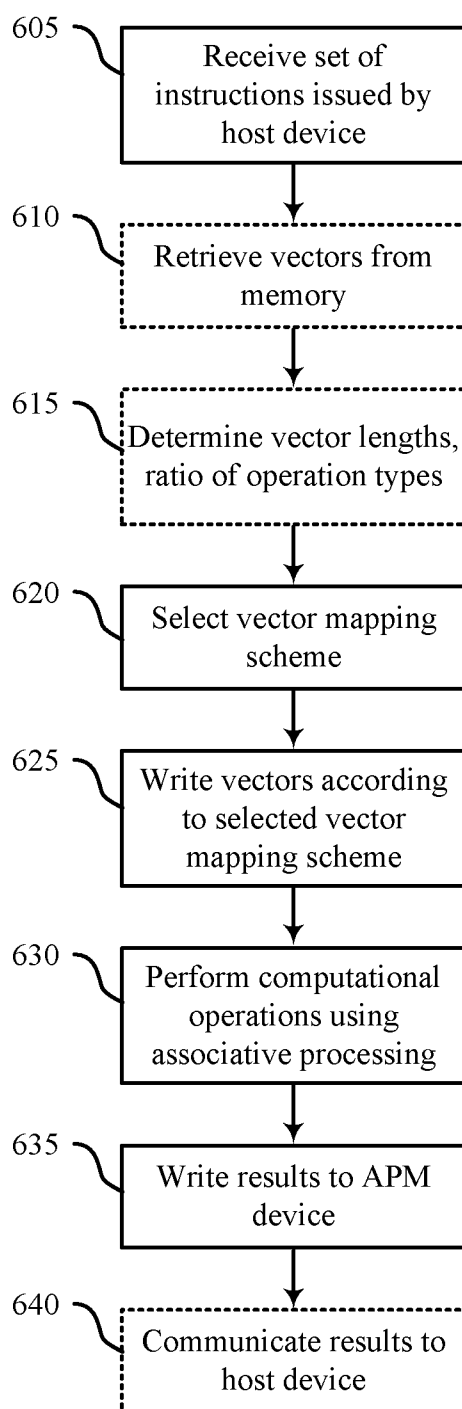 605
Receive set of
instructions issued by
host device
610
Retrieve vectors from
memory
615
Determine vector lengths,
ratio of operation types
620
Select vector mapping
scheme
625
Write vectors according
to selected vector
mapping scheme
630
Perform computational
operations using
associative processing
635
Write results to APM
device
640
Communicate results to
host device